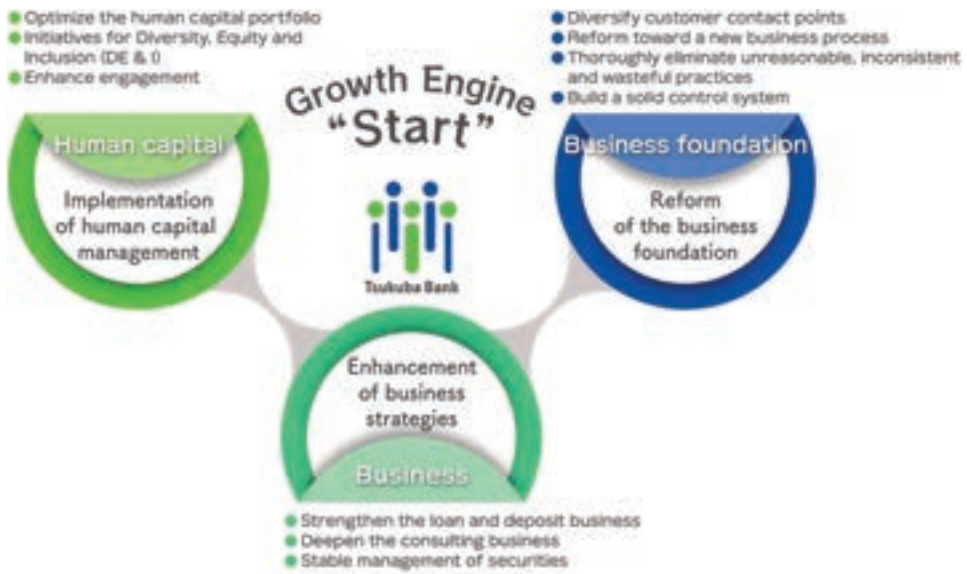 Optimize the human capital portfolio
Initiatives for Diversity, Equity and
Inclusion (DE & I)
Enhance engagement
Growth Engine
“Start”
Diversify customer contact points
Reform toward a new business process
Thoroughly eliminate unreasonable, inconsistent
and wasteful practices
Build a solid control system
Human capital
Implementation
of human capital
management
Tsukuba Bank
Business foundation
Reform
of the business
foundation
Enhancement
of business
strategies
Business
Strengthen the loan and deposit business
Deepen the consulting business
Stable management of securities